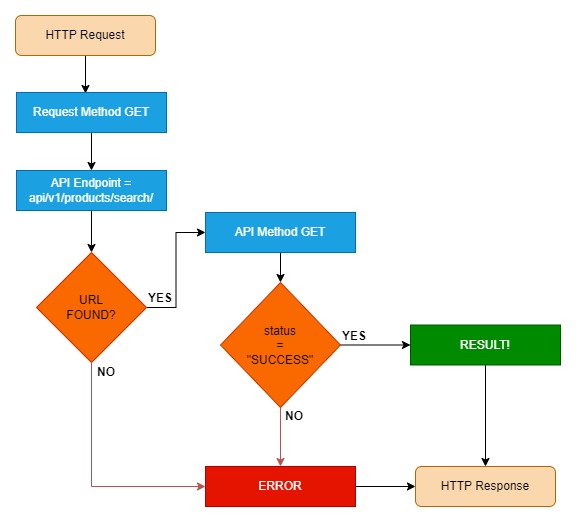 HTTP Request
Request Method GET
API Endpoint =
api/v1/products/search/
API Method GET
URL
FOUND?
YES
NO
status
=
"SUCCESS"
YES
NO
RESULT!
ERROR
HTTP Response